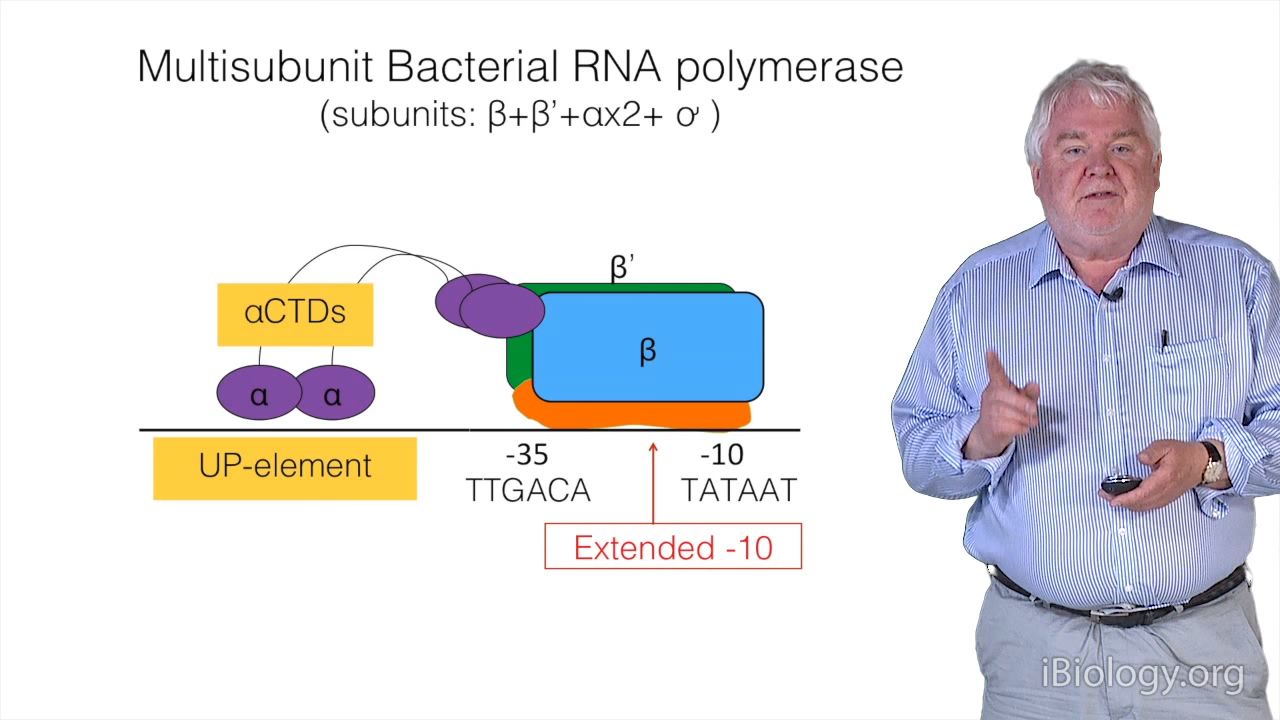 Multisubunit Bacterial RNA polymerase
(subunits: β+β’+αx2+ σ )
β’
αCTDs
β
α α
UP-element
-35 -10
TTGACA TATAAT
Extended -10
iBiology.org